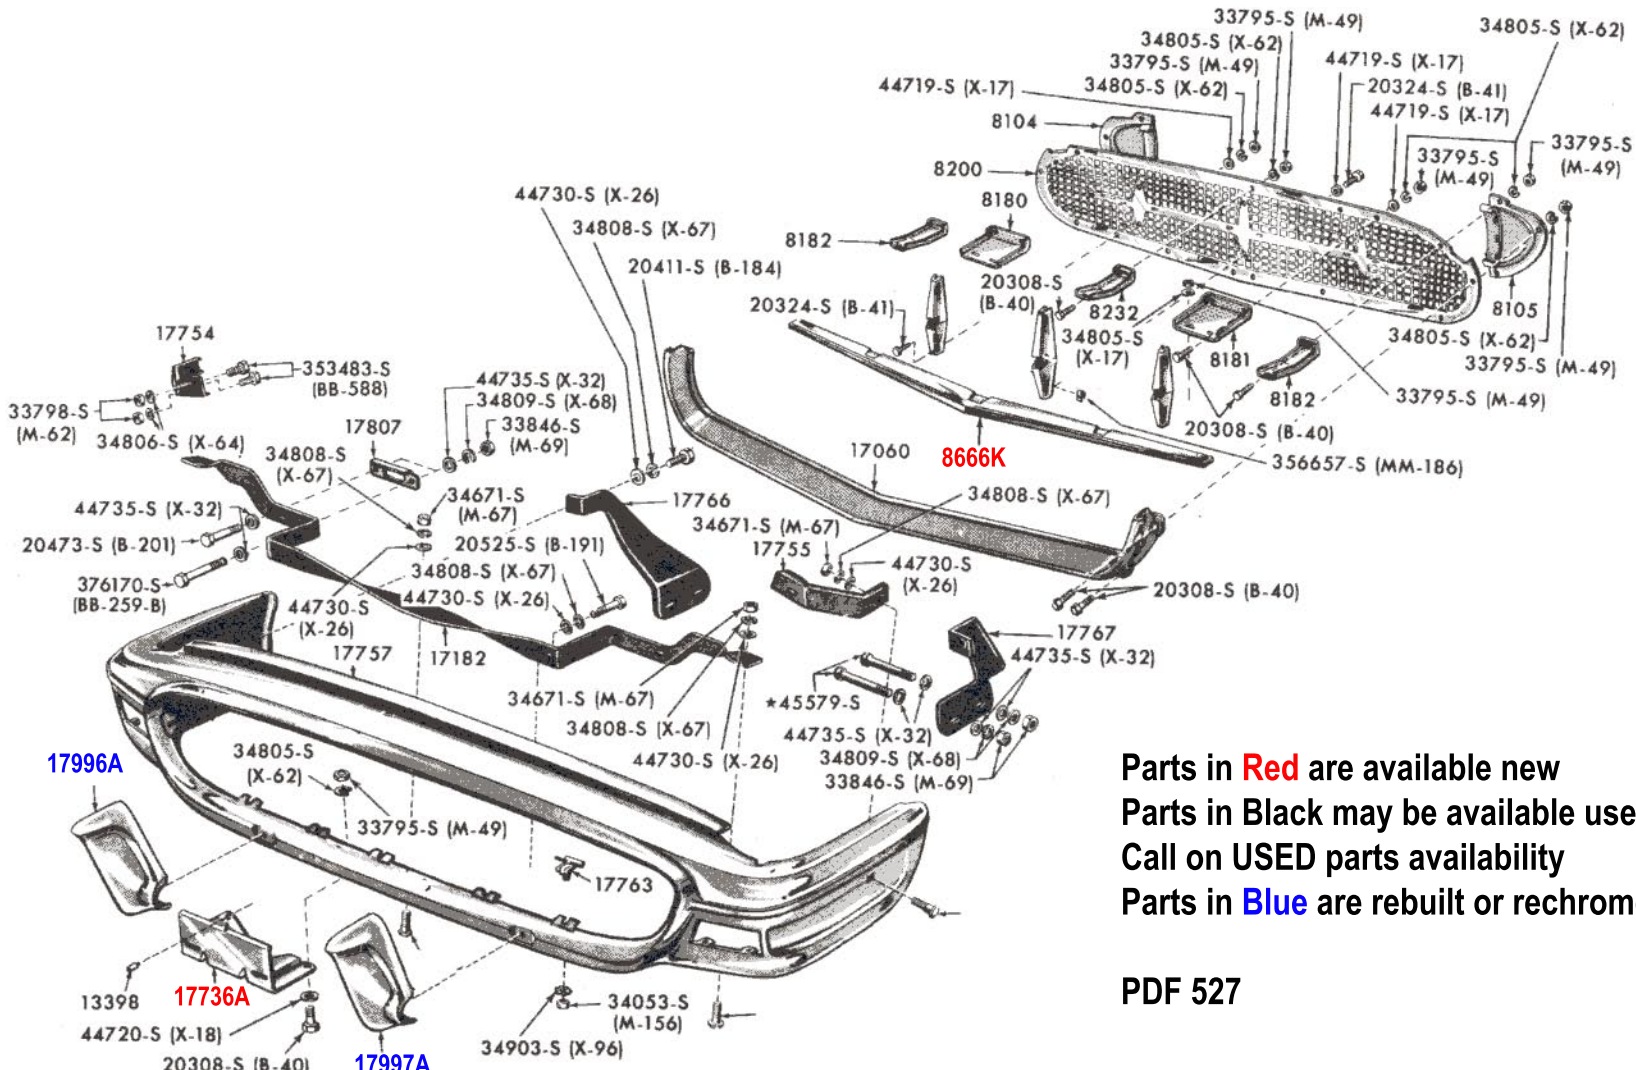 33795-S (M-49)
34805-S (X-62)
34805-S (X-62)
33795-S (M-49)
44719-S (X-17)
44719-S (X-17)
34805-S (X-62)
20324-S (B-41)
8104
44719-S (X-17)
33795-S
(M-49)
33795-S
(M-49)
8200
44730-S (X-26)
8180
34808-S (X-67)
8182
20411-S (B-184)
20308-S
(B-40)
20324-S (B-41)
8232
8105
17754
34805-S
(X-17)
34805-S (X-62)
8181
353483-S
(BB-588)
33795-S (M-49)
44735-S (X-32)
8182
33795-S (M-49)
34809-S (X-68)
33798-S
(M-62)
17807
33846-S
(M-69)
20308-S (B-40)
34806-S (X-64)
34808-S
(X-67)
17060
8666K
356657-S (MM-186)
34671-S
(M-67)
17766
34808-S (X-67)
44735-S (X-32)
34671-S (M-67)
20473-S (B-201)
20525-S (B-191)
17755
44730-S
(X-26)
34808-S (X-67)
376170-S
(BB-259-B)
44730-S (X-26)
20308-S (B-40)
44730-S
(X-26)
17767
17757
17182
44735-S (X-32)
34671-S (M-67)
★45579-S
34808-S (X-67)
44735-S (X-32)
34805-S
(X-62)
44730-S (X-26)
34809-S (X-68)
17996A
33846-S (M-69)
Parts in Red are available new
Parts in Black may be available use
33795-S (M-49)
Call on USED parts availability
17763
Parts in Blue are rebuilt or rechrom
13398
17736A
34053-S
(M-156)
PDF 527
44720-S (X-18)
34903-S (X-96)
20308-S (B-40)
17997A